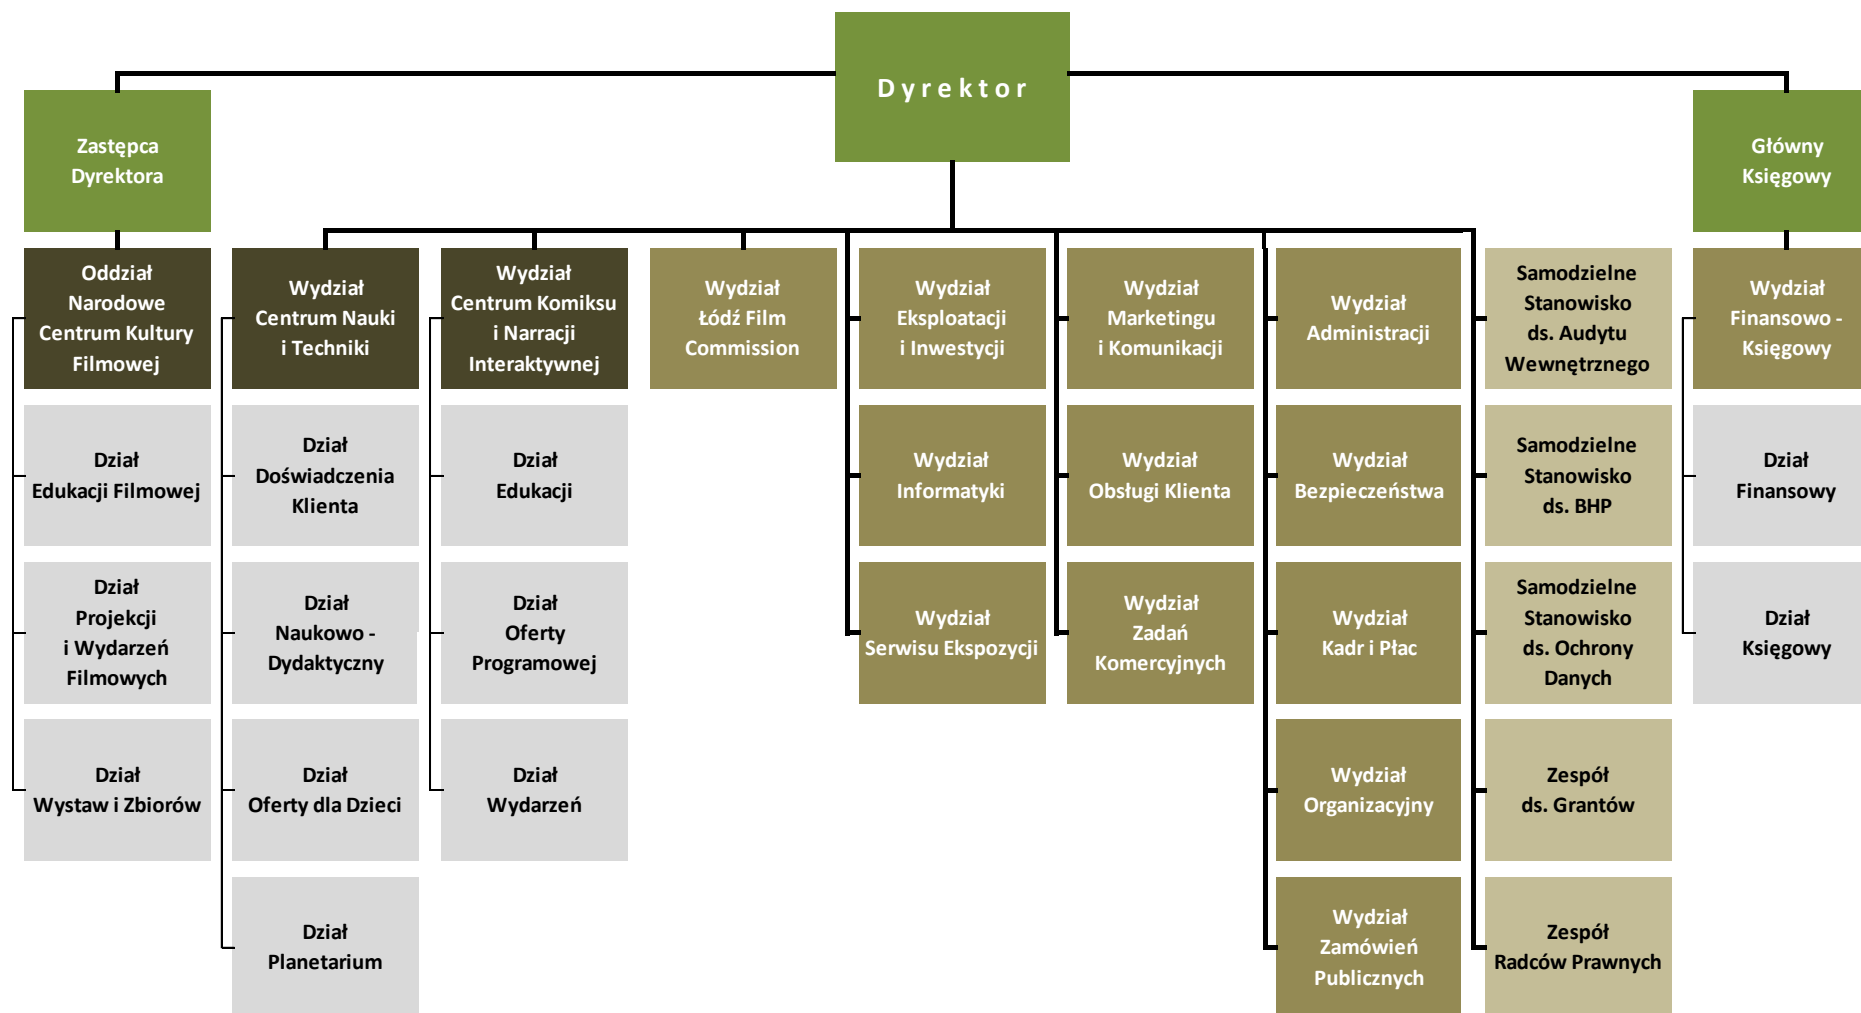 Dyrektor
Zastępca
Dyrektora
Główny
Księgowy
Oddział
Narodowe
Centrum Kultury
Filmowej
Wydział
Centrum Nauki
i Techniki
Wydział
Centrum Komiksu
i Narracji
Interaktywnej
Wydział
Łódź Film
Commission
Wydział
Eksploatacji
i Inwestycji
Wydział
Marketingu
i Komunikacji
Wydział
Administracji
Samodzielne
Stanowisko
ds. Audytu
Wewnętrznego
Wydział
Finansowo -
Księgowy
Dział
Edukacji Filmowej
Dział
Doświadczenia
Klienta
Dział
Edukacji
Wydział
Informatyki
Wydział
Obsługi Klienta
Wydział
Bezpieczeństwa
Samodzielne
Stanowisko
ds. BHP
Dział
Finansowy
Dział
Projekcji
i Wydarzeń
Filmowych
Dział
Naukowo -
Dydaktyczny
Dział
Oferty
Programowej
Wydział
Serwisu Ekspozycji
Wydział
Zadań
Komercyjnych
Wydział
Kadr i Płac
Samodzielne
Stanowisko
ds. Ochrony
Danych
Dział
Księgowy
Dział
Wystaw i Zbiorów
Dział
Oferty dla Dzieci
Dział
Wydarzeń
Wydział
Organizacyjny
Zespół
ds. Grantów
Dział
Planetarium
Wydział
Zamówień
Publicznych
Zespół
Radców Prawnych